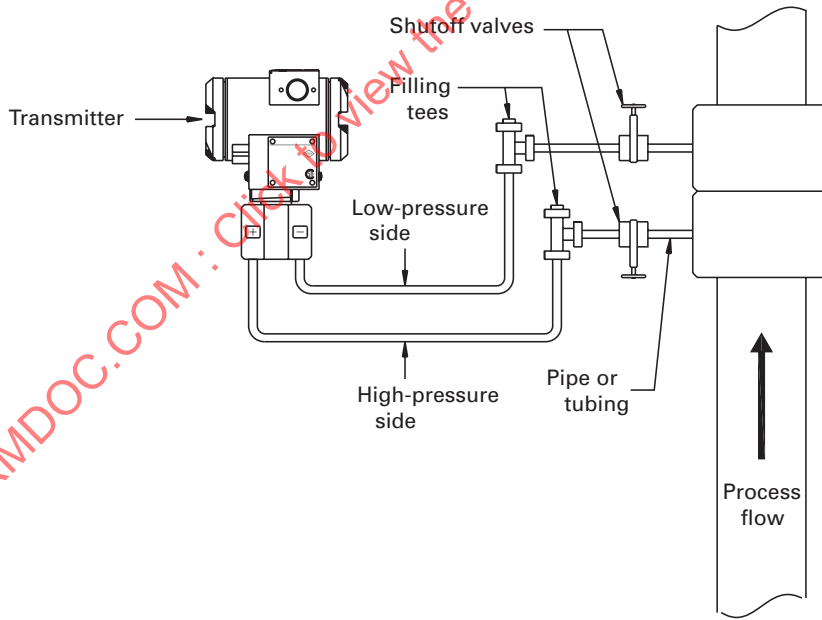 Shutoff valves
Filling
tees
Transmitter
Low-pressure
side
+
−
High-pressure
side
Pipe or
tubing
Process
flow
MDOC.COM : Click to view the